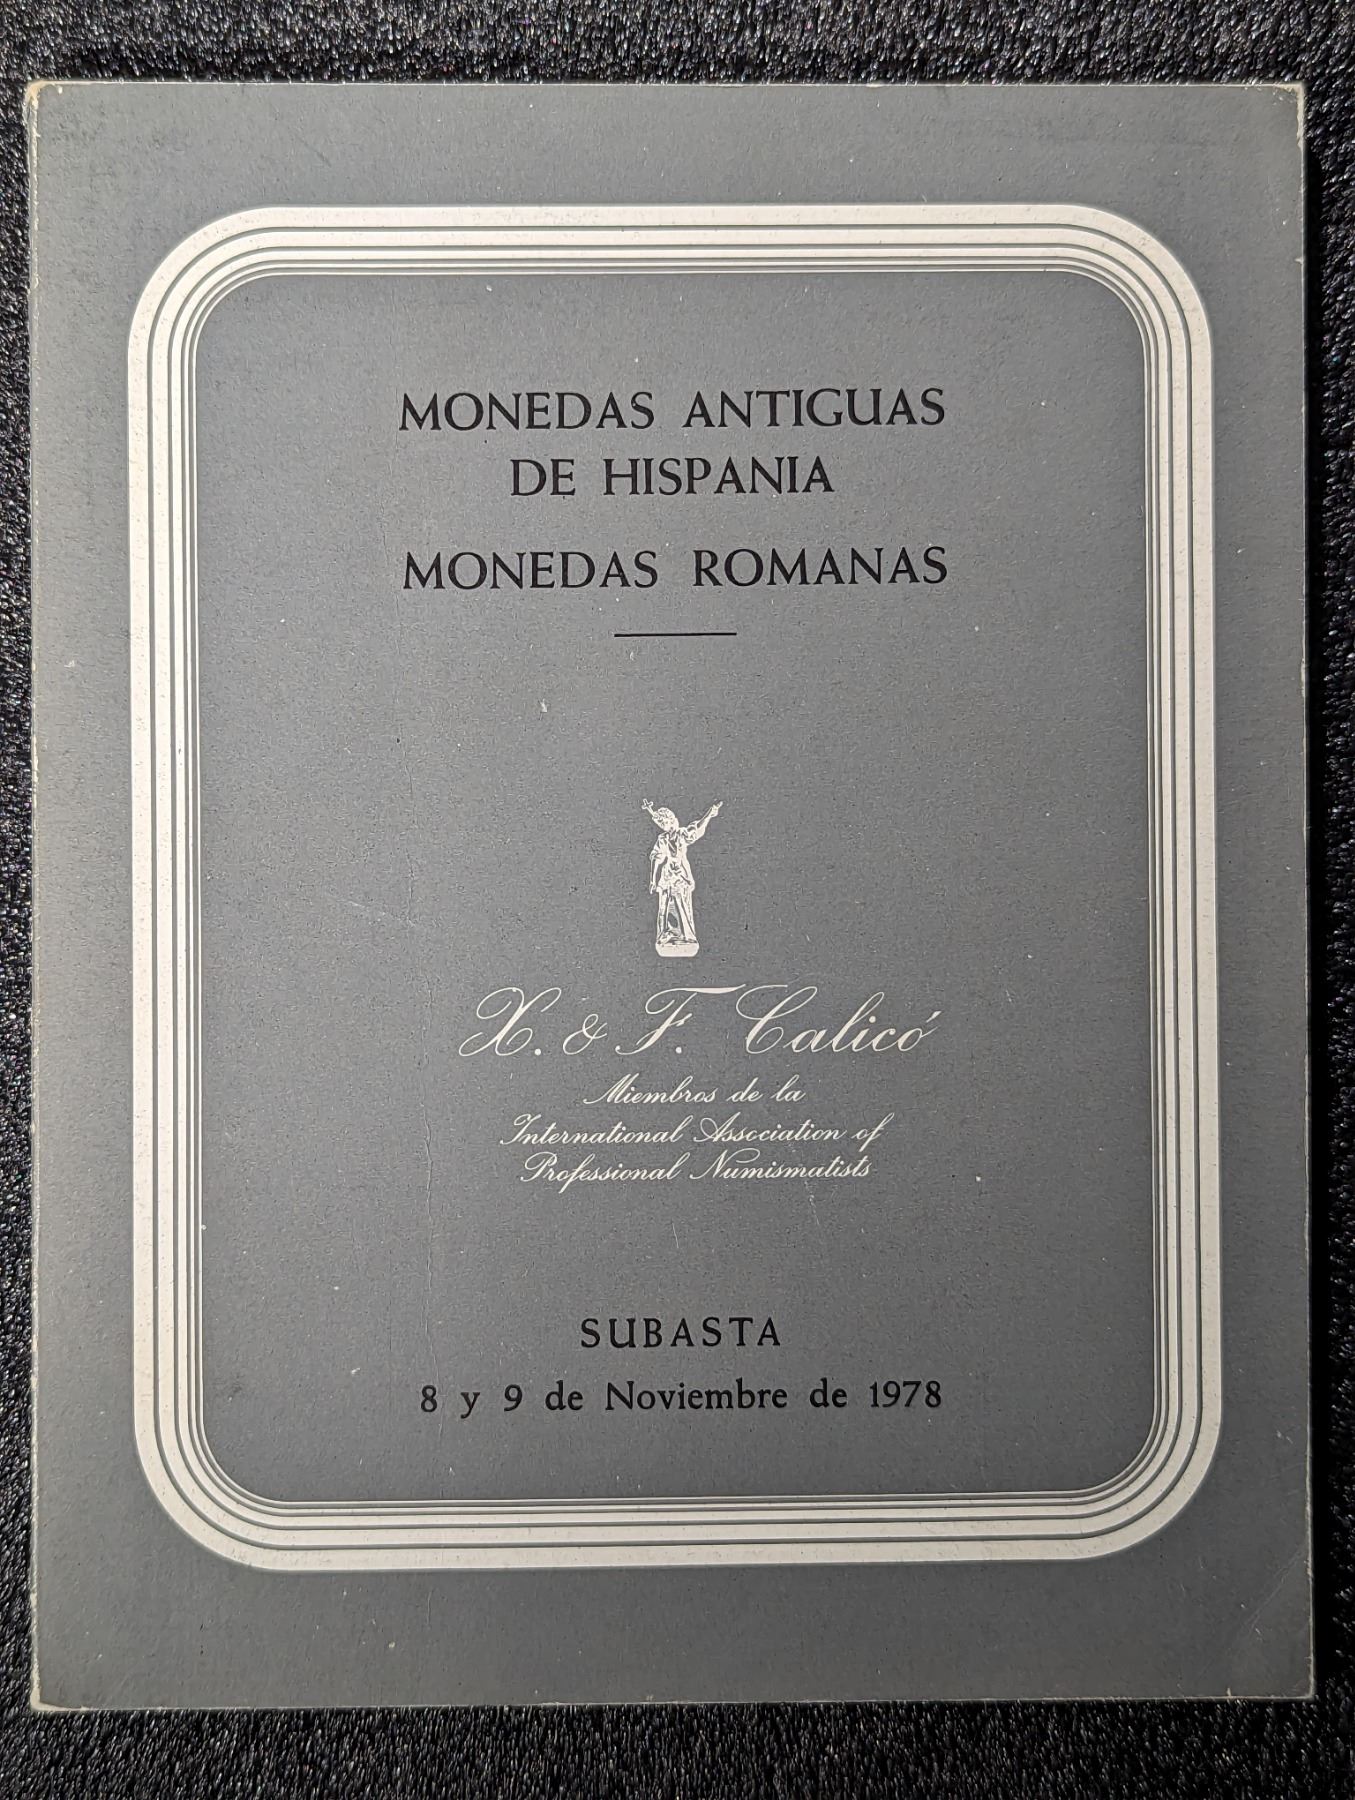 MONEDAS ANTIGUAS
DE HISPANIA
MONEDAS ROMANAS
X. & F. Calicó
Miembros de la
International Association of
Professional Numismatists
SUBASTA
8 y 9 de Noviembre de 1978